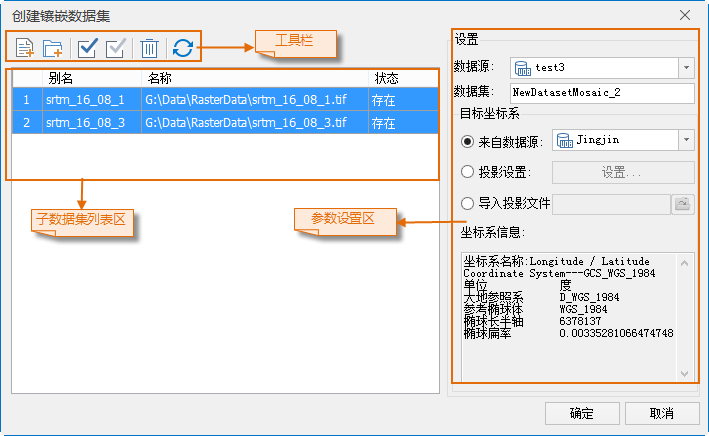 创建镶嵌数据集
工具栏
别名 名称 状态
1 srtm_16_08_1 G:\Data\RasterData\srtm_16_08_1.tif 存在
2 srtm_16_08_3 G:\Data\RasterData\srtm_16_08_3.tif 存在
子数据集列表区
参数设置区
设置
数据源: test3
数据集: NewDatasetMosaic_2
目标坐标系
来自数据源: Jingjin
投影设置: 设置...
导入投影文件
坐标系信息:
坐标系名称:Longitude / Latitude
Coordinate System---GCS_WGS_1984
单位 度
大地参照系 D_WGS_1984
参考椭球体 WGS_1984
椭球长半轴 6378137
椭球扁率 0.00335281066474748
确定 取消